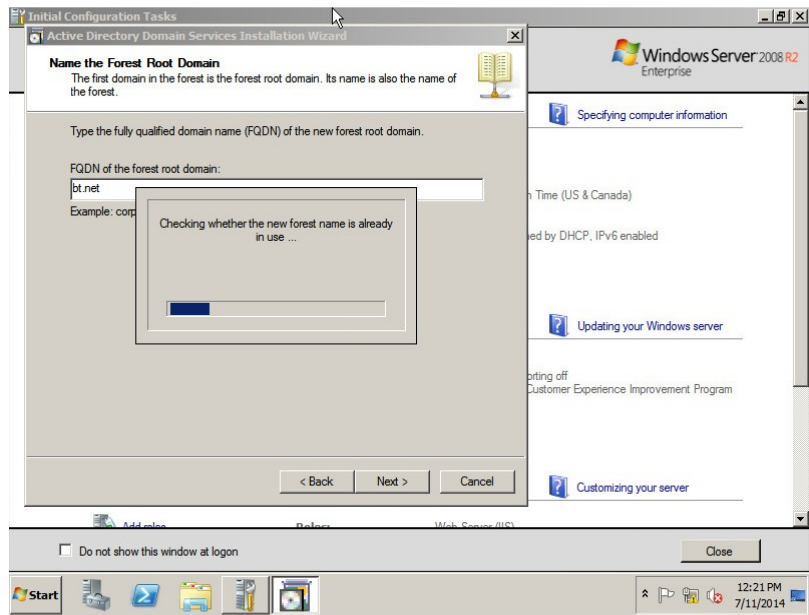 Initial Configuration Tasks
Active Directory Domain Services Installation Wizard
Windows Server 2008 R2
Enterprise
Name the Forest Root Domain
The first domain in the forest is the forest root domain. Its name is also the name of
the forest.
Specifying computer information
Type the fully qualified domain name (FQDN) of the new forest root domain.
FQDN of the forest root domain:
bt.net
Time (US & Canada)
Example: corp
Checking whether the new forest name is already
in use ...
ed by DHCP, IPv6 enabled
Updating your Windows server
orting off
Customer Experience Improvement Program
< Back
Next >
Cancel
Customizing your server
Add roles
Roles:
Web Server (IIS)
Do not show this window at logon
Close
Start
12:21 PM
7/11/2014